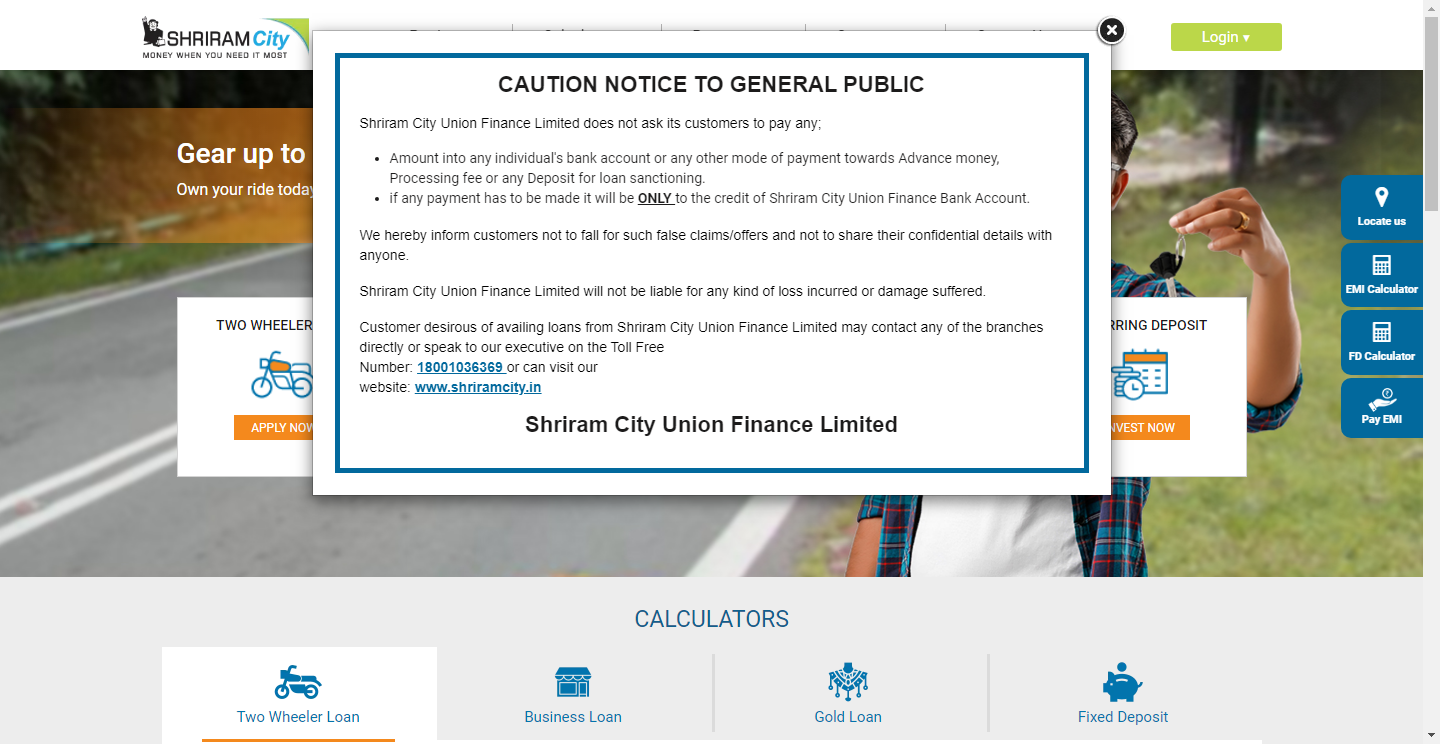 SHRIRAM City
MONEY WHEN YOU NEED IT MOST
Login ▾
CAUTION NOTICE TO GENERAL PUBLIC
Shriram City Union Finance Limited does not ask its customers to pay any;
• Amount into any individual's bank account or any other mode of payment towards Advance money,
Processing fee or any Deposit for loan sanctioning.
• if any payment has to be made it will be ONLY to the credit of Shriram City Union Finance Bank Account.
We hereby inform customers not to fall for such false claims/offers and not to share their confidential details with
anyone.
Shriram City Union Finance Limited will not be liable for any kind of loss incurred or damage suffered.
Customer desirous of availing loans from Shriram City Union Finance Limited may contact any of the branches
directly or speak to our executive on the Toll Free
Number: 18001036369 or can visit our
website: www.shriramcity.in
Shriram City Union Finance Limited
Gear up to
Own your ride today
TWO WHEELER
APPLY NOW
RRING DEPOSIT
NVEST NOW
Locate us
EMI Calculator
FD Calculator
Pay EMI
CALCULATORS
Two Wheeler Loan
Business Loan
Gold Loan
Fixed Deposit